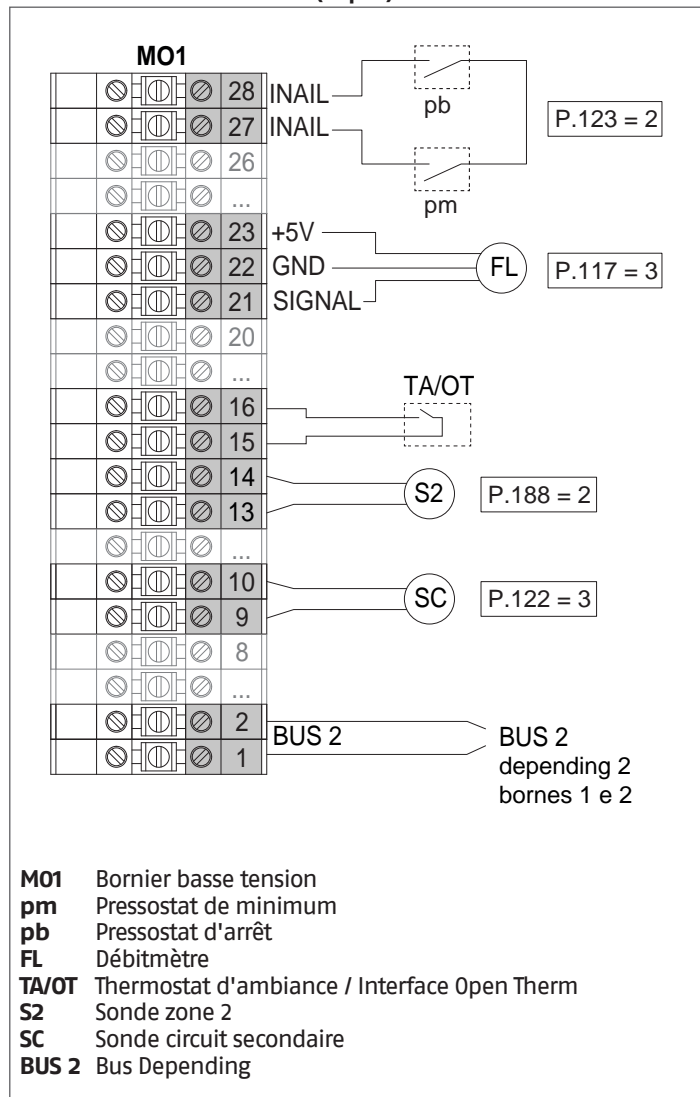 MO1
28 INAIL
27 INAIL
26
...
23 +5V
22 GND
21 SIGNAL
20
...
16
15
14
13
...
10
9
8
...
2
1
BUS 2
pb
pm
P.123 = 2
FL
P.117 = 3
TA/OT
S2
P.188 = 2
SC
P.122 = 3
BUS 2
depending 2
bornes 1 e 2
MO1 Bornier basse tension
pm Pressostat de minimum
pb Pressostat d'arrêt
FL Débitmètre
TA/OT Thermostat d'ambiance / Interface Open Therm
S2 Sonde zone 2
SC Sonde circuit secondaire
BUS 2 Bus Depending